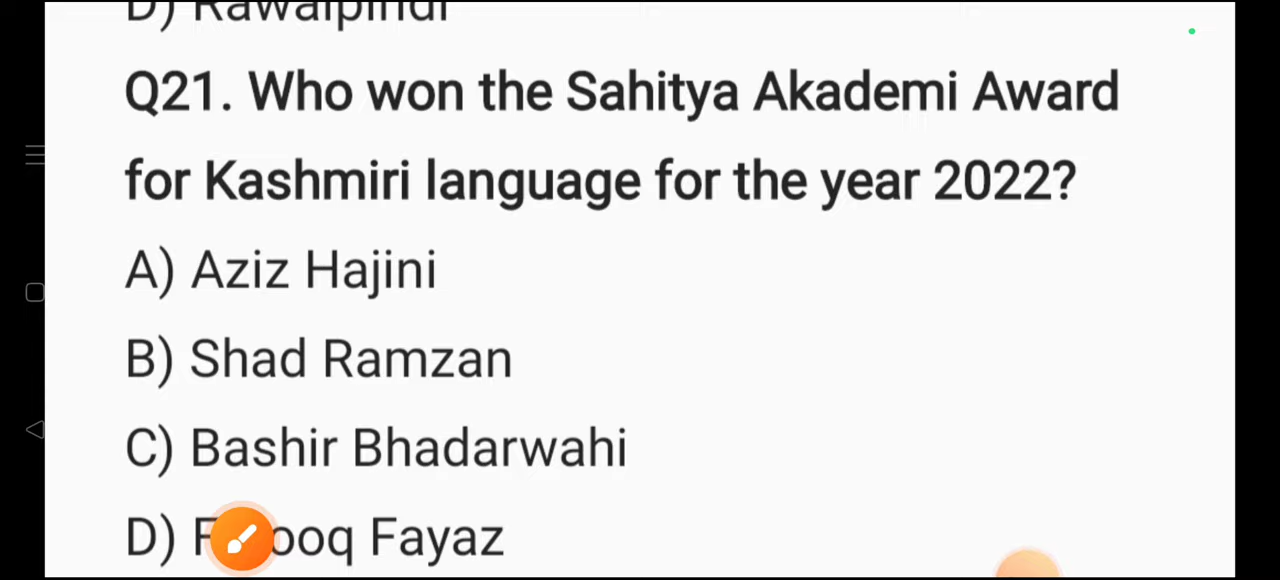 D) Rawalpindi
Q21. Who won the Sahitya Akademi Award
for Kashmiri language for the year 2022?
A) Aziz Hajini
B) Shad Ramzan
C) Bashir Bhadarwahi
D) Fayaz